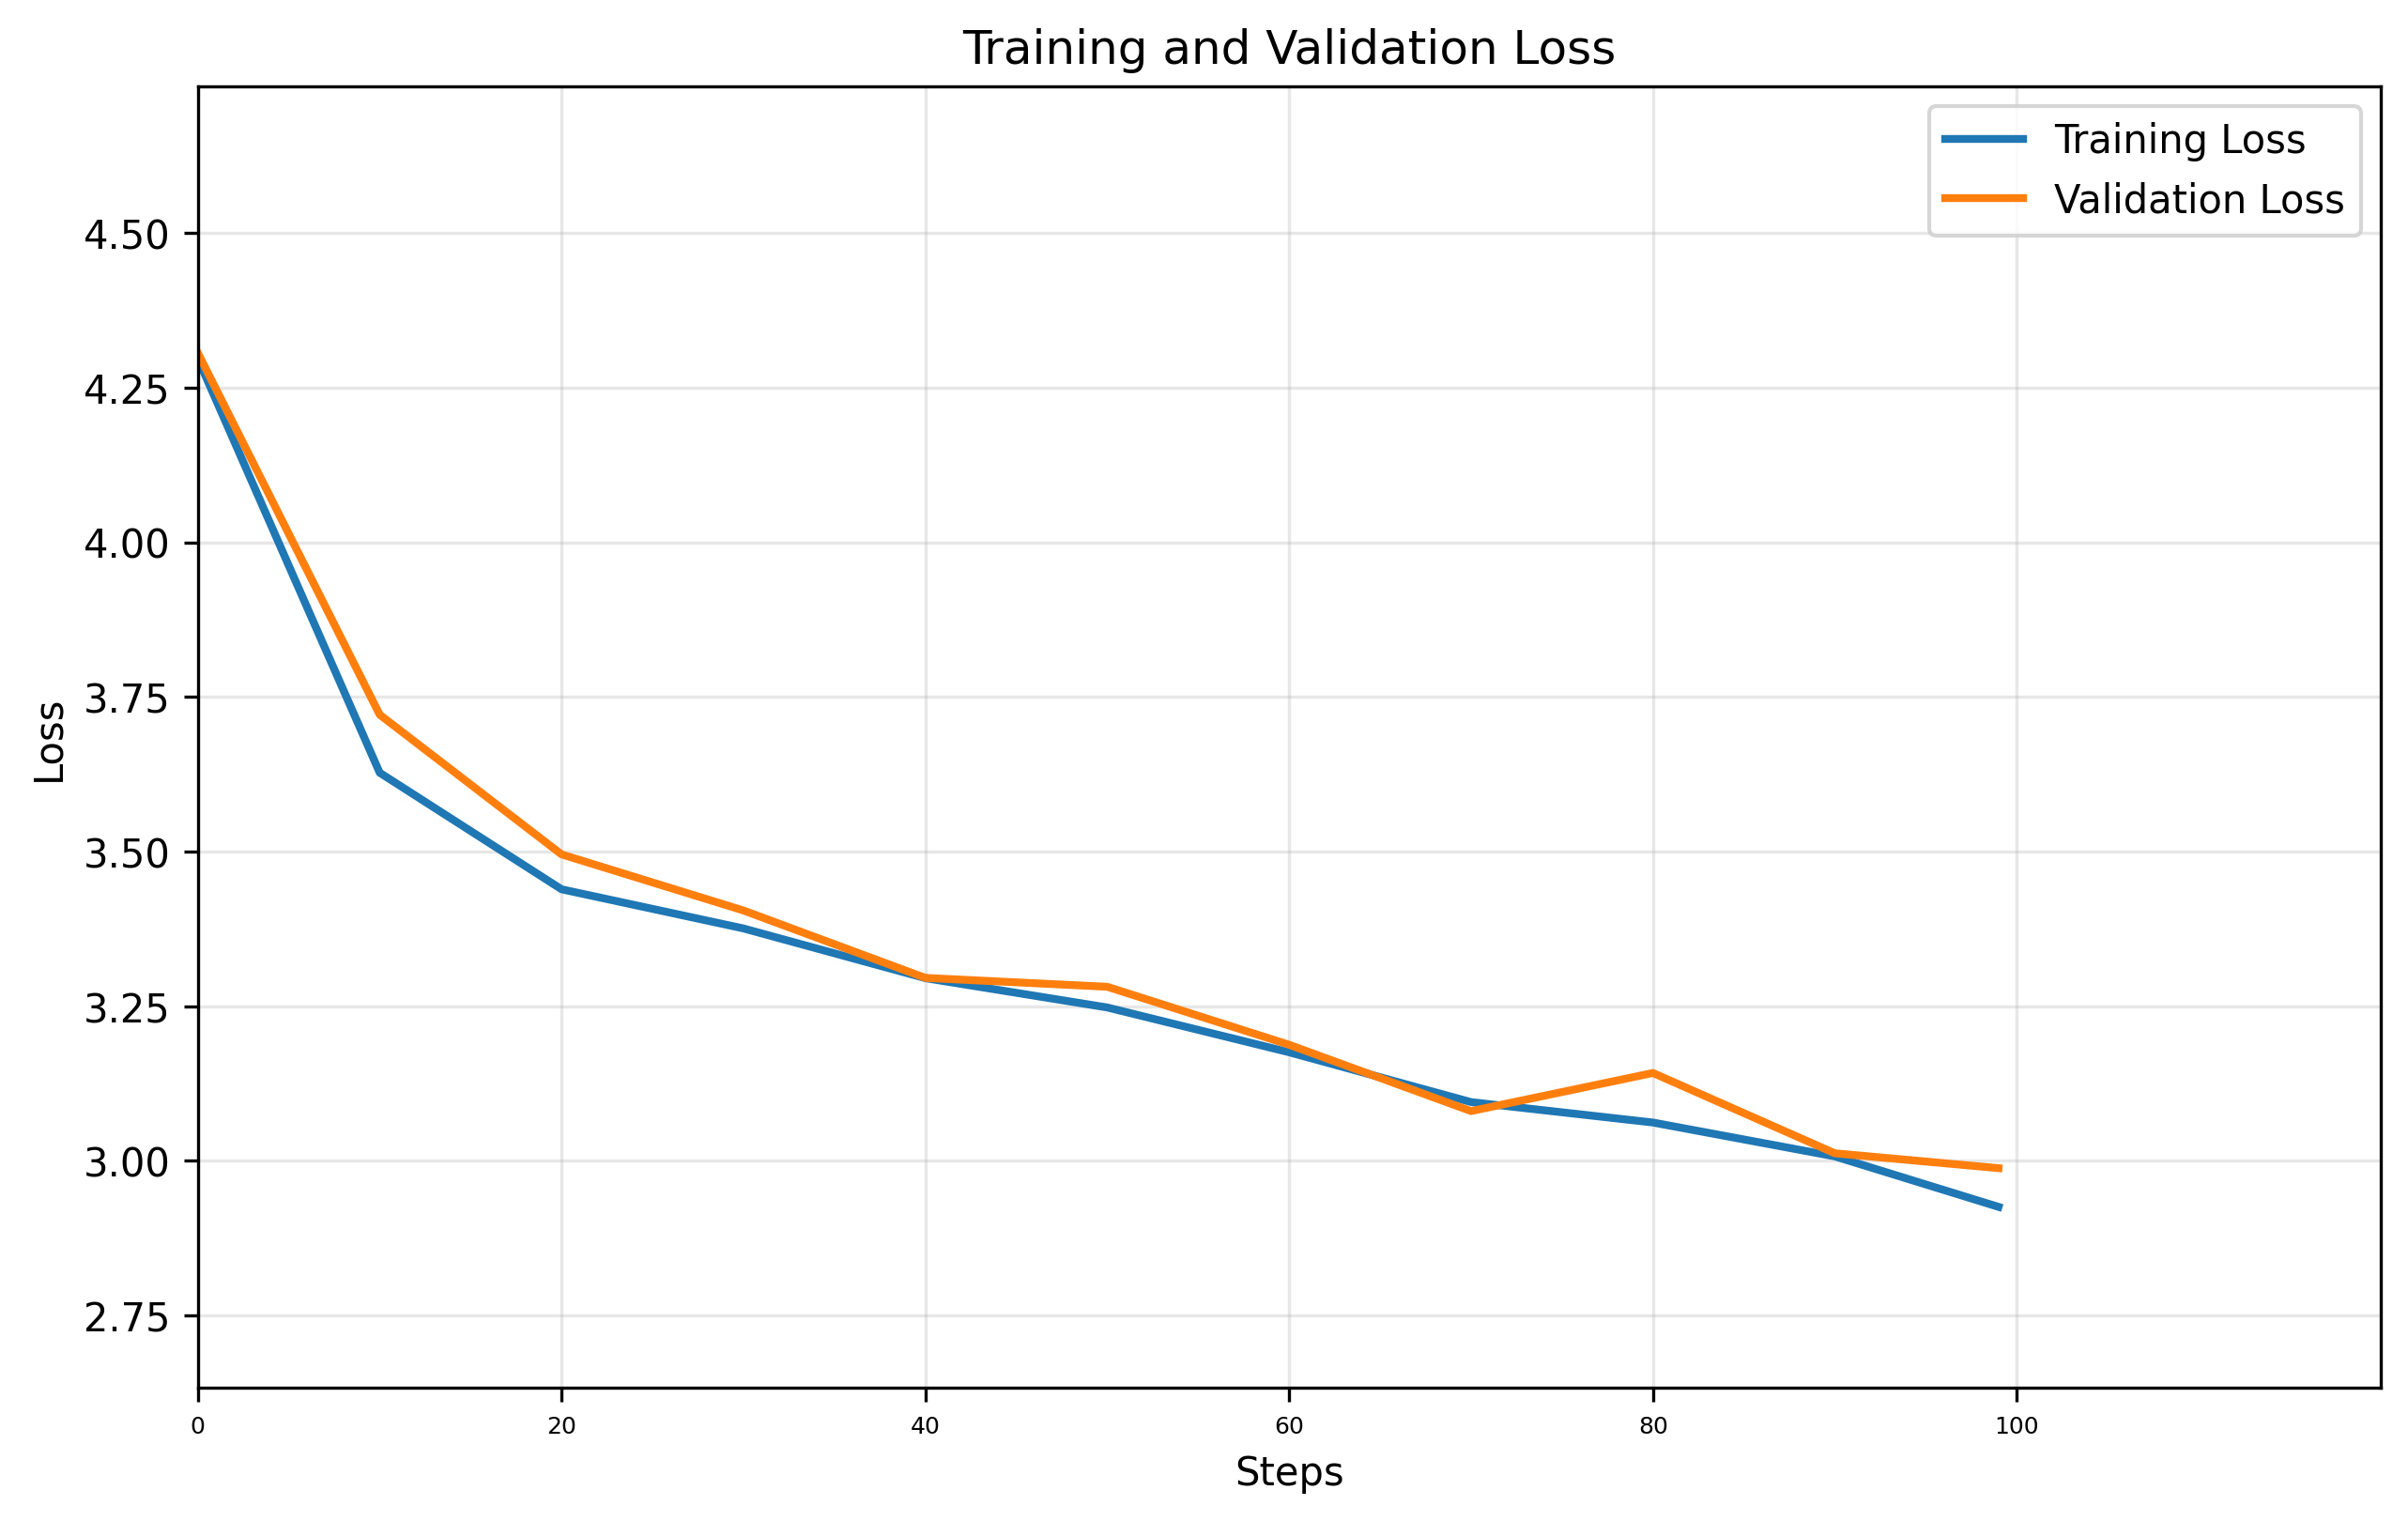 Training and Validation Loss
Training Loss
Validation Loss
4.50
4.25
4.00
3.75
3.50
3.25
3.00
2.75
Loss
0 20 40 60 80 100
Steps